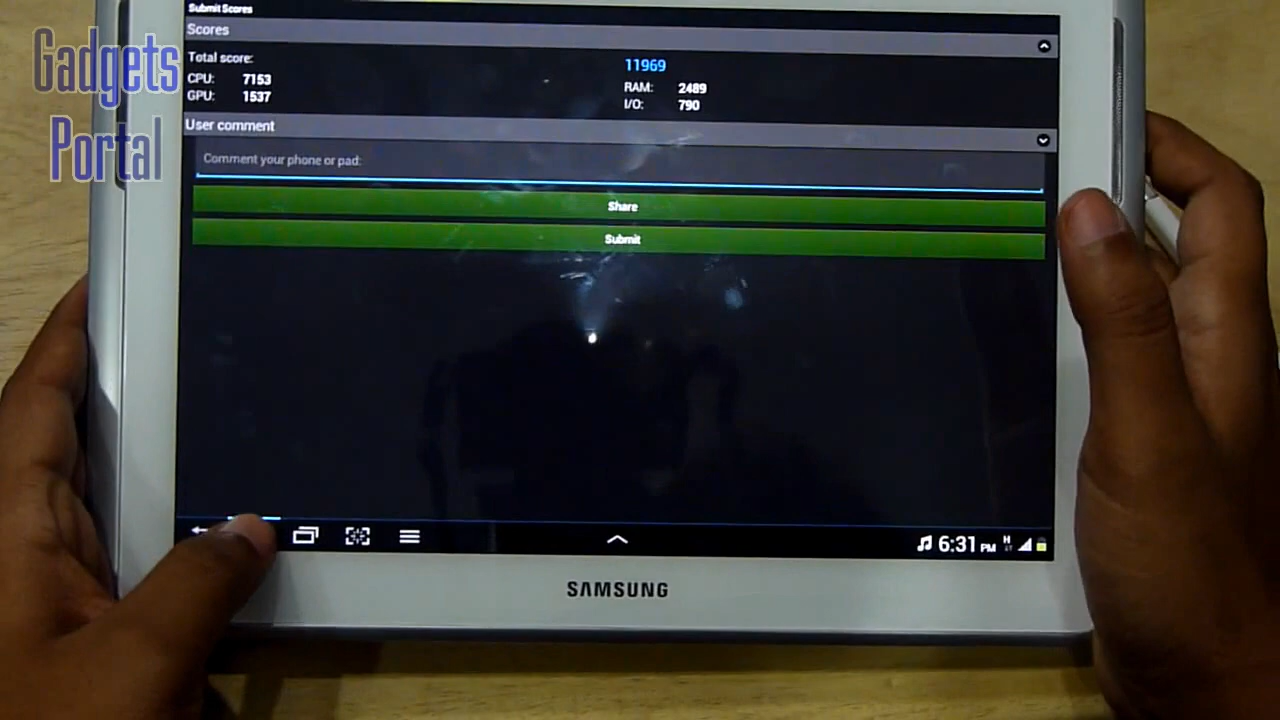 Gadgets
Portal
Submit Scores
Scores
Total score: 11969
CPU: 7153 RAM: 2489
GPU: 1537 I/O: 790
User comment
Comment your phone or pad:
Share
Submit
6:31 PM H
SAMSUNG